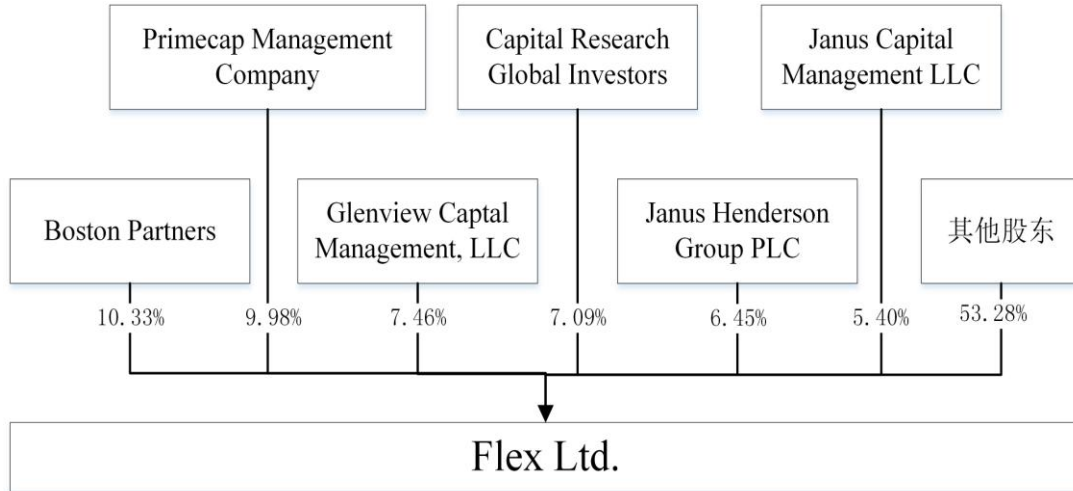 Primecap Management
Company
Capital Research
Global Investors
Janus Capital
Management LLC
Boston Partners
Glenview Captal
Management, LLC
Janus Henderson
Group PLC
其他股东
10.33%
9.98%
7.46%
7.09%
6.45%
5.40%
53.28%
Flex Ltd.